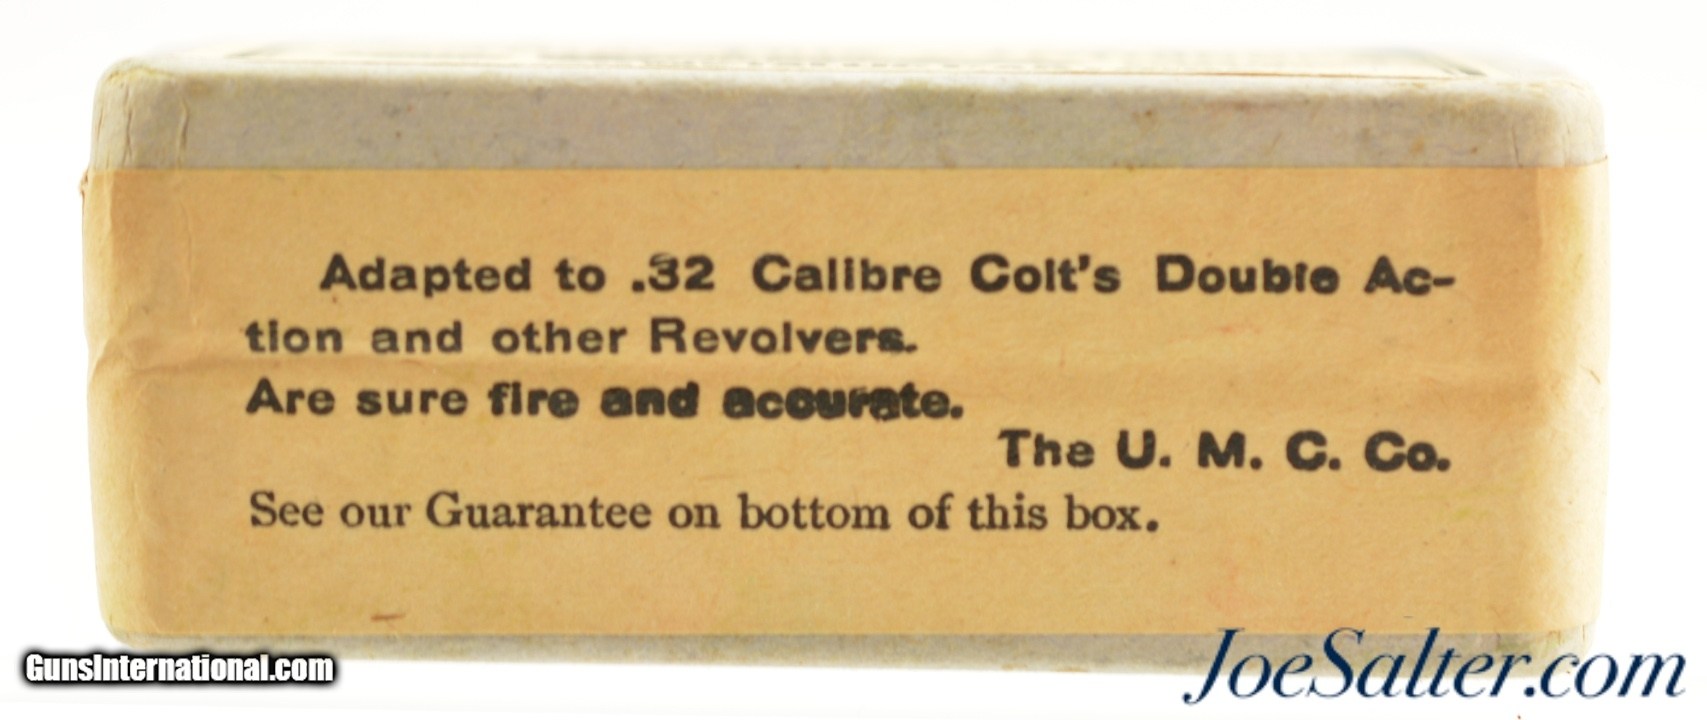 Adapted to .32 Calibre Colt's Double Ac-
tion and other Revolvers.
Are sure fire and accurate.
The U. M. C. Co.
See our Guarantee on bottom of this box.
GunsInternational.com
JoeSalter.com